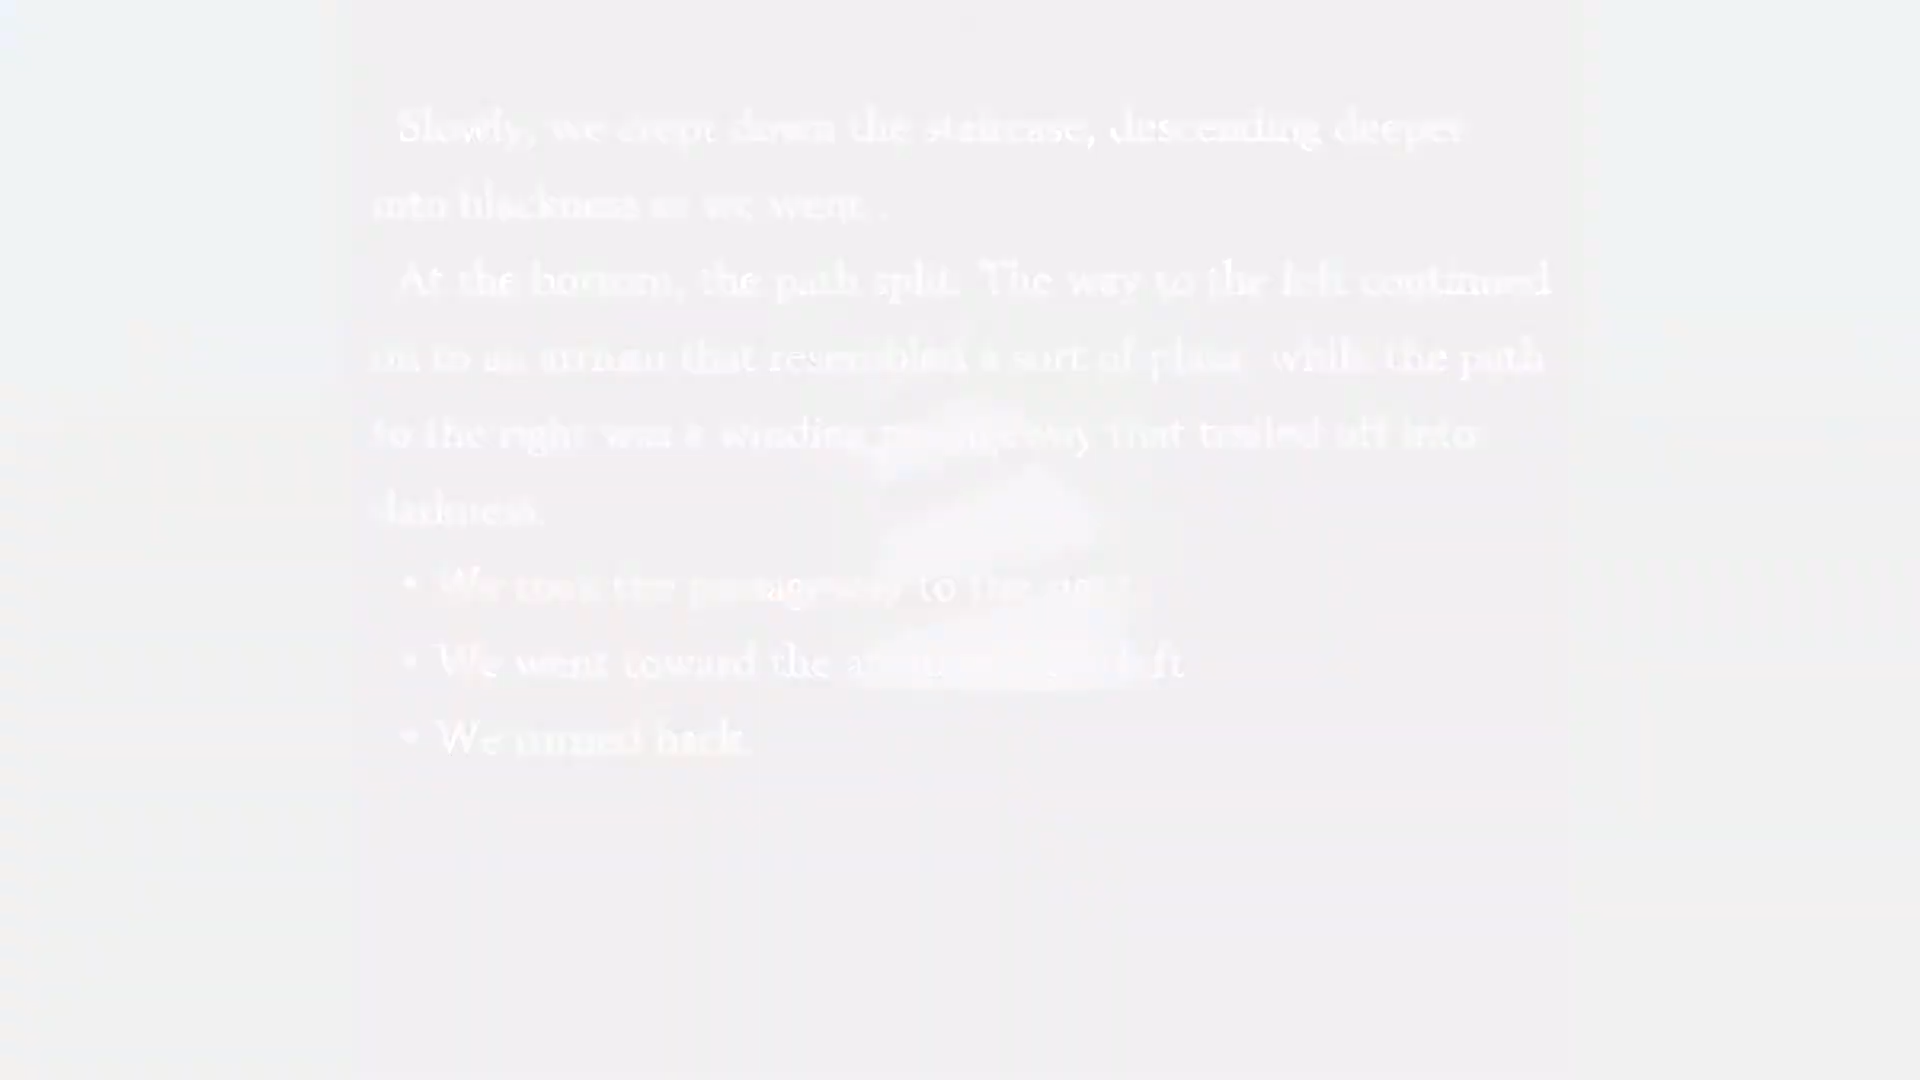 Slowly, we crept down the staircase, descending deeper
into blackness as we went.
At the bottom, the path split. The way to the left continued
on to an atrium that resembled a sort of plaza, while the path
to the right was a winding passageway that trailed off into
darkness.
• We took the passageway to the right
• We went toward the atrium left
• We turned back.